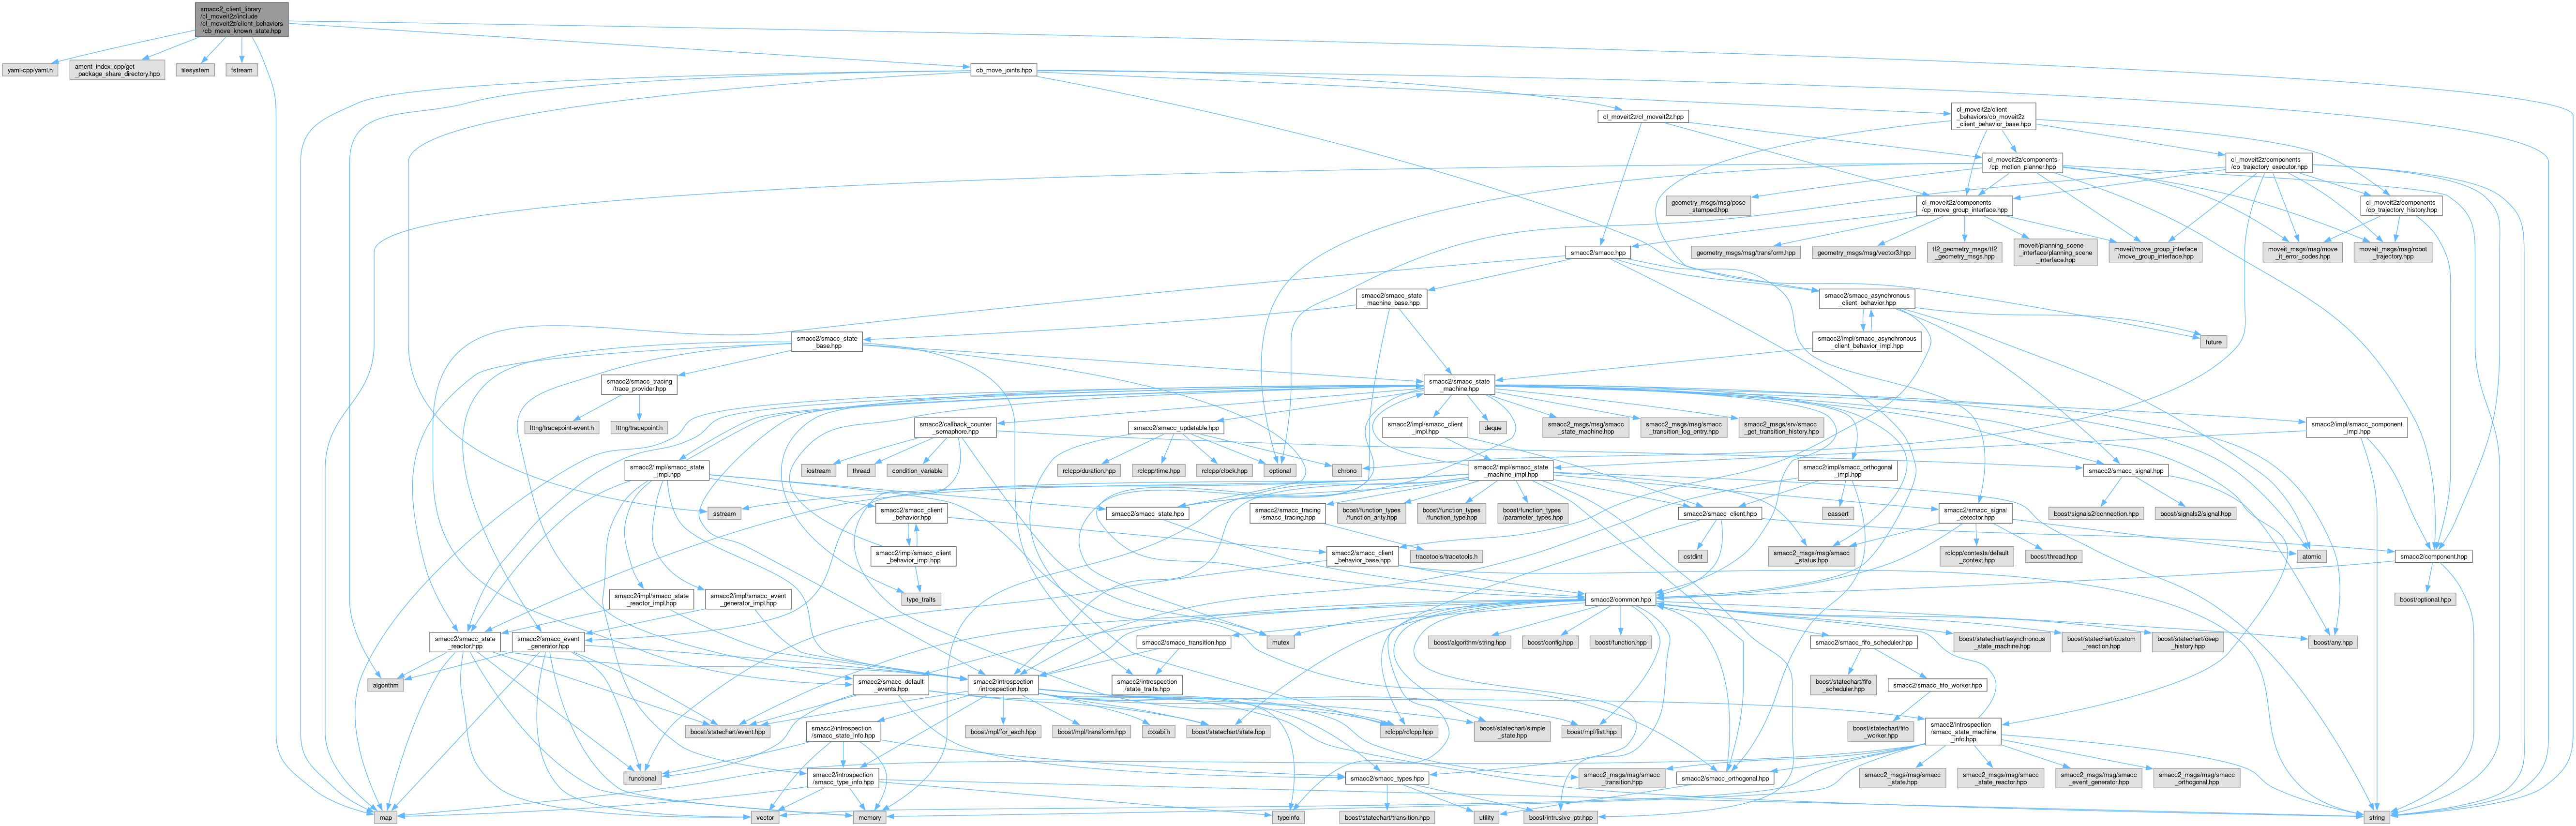 smacc2_client_library
/cl_moveit2z/include
/cl_moveit2z/client_behaviors
/cb_move_known_state.hpp
yaml-cpp/yaml.h
ament_index_cpp/get
_package_share_directory.hpp
filesystem
fstream
cb_move_joints.hpp
cl_moveit2z/cl_moveit2z.hpp
cl_moveit2z/client
_behaviors/cb_moveit2z
_client_behavior_base.hpp
cl_moveit2z/components
/cp_motion_planner.hpp
cl_moveit2z/components
/cp_trajectory_executor.hpp
geometry_msgs/msg/pose
_stamped.hpp
cl_moveit2z/components
/cp_move_group_interface.hpp
cl_moveit2z/components
/cp_trajectory_history.hpp
smacc2/smacc.hpp
geometry_msgs/msg/transform.hpp
geometry_msgs/msg/vector3.hpp
tf2_geometry_msgs/tf2
_geometry_msgs.hpp
moveit/planning_scene
_interface/planning_scene
_interface.hpp
moveit/move_group_interface
/move_group_interface.hpp
moveit_msgs/msg/move
_it_error_codes.hpp
moveit_msgs/msg/robot
_trajectory.hpp
smacc2/smacc_state
_machine_base.hpp
smacc2/smacc_asynchronous
_client_behavior.hpp
smacc2/smacc_state
_base.hpp
smacc2/impl/smacc_asynchronous
_client_behavior_impl.hpp
future
smacc2/smacc_tracing
/trace_provider.hpp
smacc2/smacc_state
_machine.hpp
lttng/tracepoint-event.h
lttng/tracepoint.h
smacc2/callback_counter
_semaphore.hpp
smacc2/smacc_updatable.hpp
smacc2/impl/smacc_client
_impl.hpp
deque
smacc2_msgs/msg/smacc
_state_machine.hpp
smacc2_msgs/msg/smacc
_transition_log_entry.hpp
smacc2_msgs/srv/smacc
_get_transition_history.hpp
smacc2/impl/smacc_component
_impl.hpp
smacc2/impl/smacc_state
_impl.hpp
iostream
thread
condition_variable
rclcpp/duration.hpp
rclcpp/time.hpp
rclcpp/clock.hpp
optional
chrono
smacc2/impl/smacc_state
_machine_impl.hpp
smacc2/impl/smacc_orthogonal
_impl.hpp
smacc2/smacc_signal.hpp
sstream
smacc2/smacc_client
_behavior.hpp
smacc2/smacc_state.hpp
smacc2/smacc_tracing
/smacc_tracing.hpp
boost/function_types
/function_arity.hpp
boost/function_types
/function_type.hpp
boost/function_types
/parameter_types.hpp
smacc2/smacc_client.hpp
cassert
smacc2/smacc_signal
_detector.hpp
boost/signals2/connection.hpp
boost/signals2/signal.hpp
smacc2/impl/smacc_client
_behavior_impl.hpp
smacc2/smacc_client
_behavior_base.hpp
tracetools/tracetools.h
cstdint
smacc2_msgs/msg/smacc
_status.hpp
rclcpp/contexts/default
_context.hpp
boost/thread.hpp
atomic
smacc2/component.hpp
smacc2/impl/smacc_state
_reactor_impl.hpp
smacc2/impl/smacc_event
_generator_impl.hpp
type_traits
smacc2/common.hpp
boost/optional.hpp
smacc2/smacc_state
_reactor.hpp
smacc2/smacc_event
_generator.hpp
smacc2/smacc_transition.hpp
mutex
boost/algorithm/string.hpp
boost/config.hpp
boost/function.hpp
smacc2/smacc_fifo_scheduler.hpp
boost/statechart/asynchronous
_state_machine.hpp
boost/statechart/custom
_reaction.hpp
boost/statechart/deep
_history.hpp
boost/any.hpp
algorithm
smacc2/smacc_default
_events.hpp
smacc2/introspection
/introspection.hpp
smacc2/introspection
/state_traits.hpp
boost/statechart/fifo
_scheduler.hpp
smacc2/smacc_fifo_worker.hpp
boost/statechart/event.hpp
smacc2/introspection
/smacc_state_info.hpp
boost/mpl/for_each.hpp
boost/mpl/transform.hpp
cxxabi.h
boost/statechart/state.hpp
rclcpp/rclcpp.hpp
boost/statechart/simple
_state.hpp
boost/mpl/list.hpp
boost/statechart/fifo
_worker.hpp
smacc2/introspection
/smacc_state_machine
_info.hpp
functional
smacc2/introspection
/smacc_type_info.hpp
smacc2/smacc_types.hpp
smacc2_msgs/msg/smacc
_transition.hpp
smacc2/smacc_orthogonal.hpp
smacc2_msgs/msg/smacc
_state.hpp
smacc2_msgs/msg/smacc
_state_reactor.hpp
smacc2_msgs/msg/smacc
_event_generator.hpp
smacc2_msgs/msg/smacc
_orthogonal.hpp
map
vector
memory
typeinfo
boost/statechart/transition.hpp
utility
boost/intrusive_ptr.hpp
string